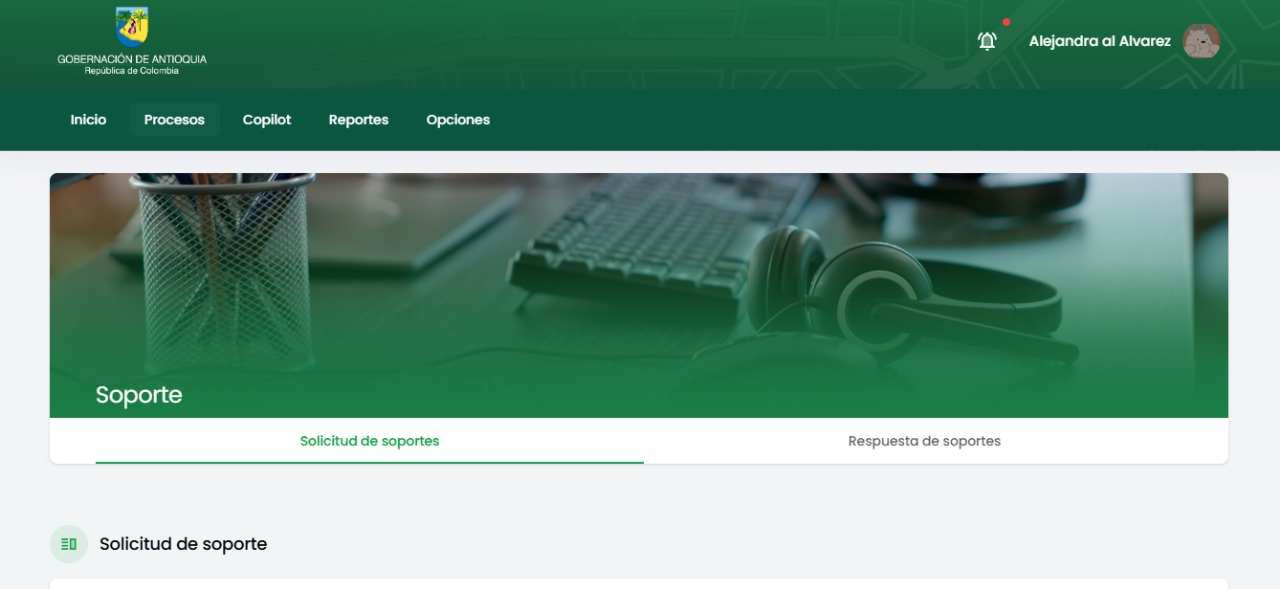 GOBERNACIÓN DE ANTIOQUIA
República de Colombia
Alejandra al Alvarez
Inicio Procesos Copilot Reportes Opciones
Soporte
Solicitud de soportes Respuesta de soportes
Solicitud de soporte